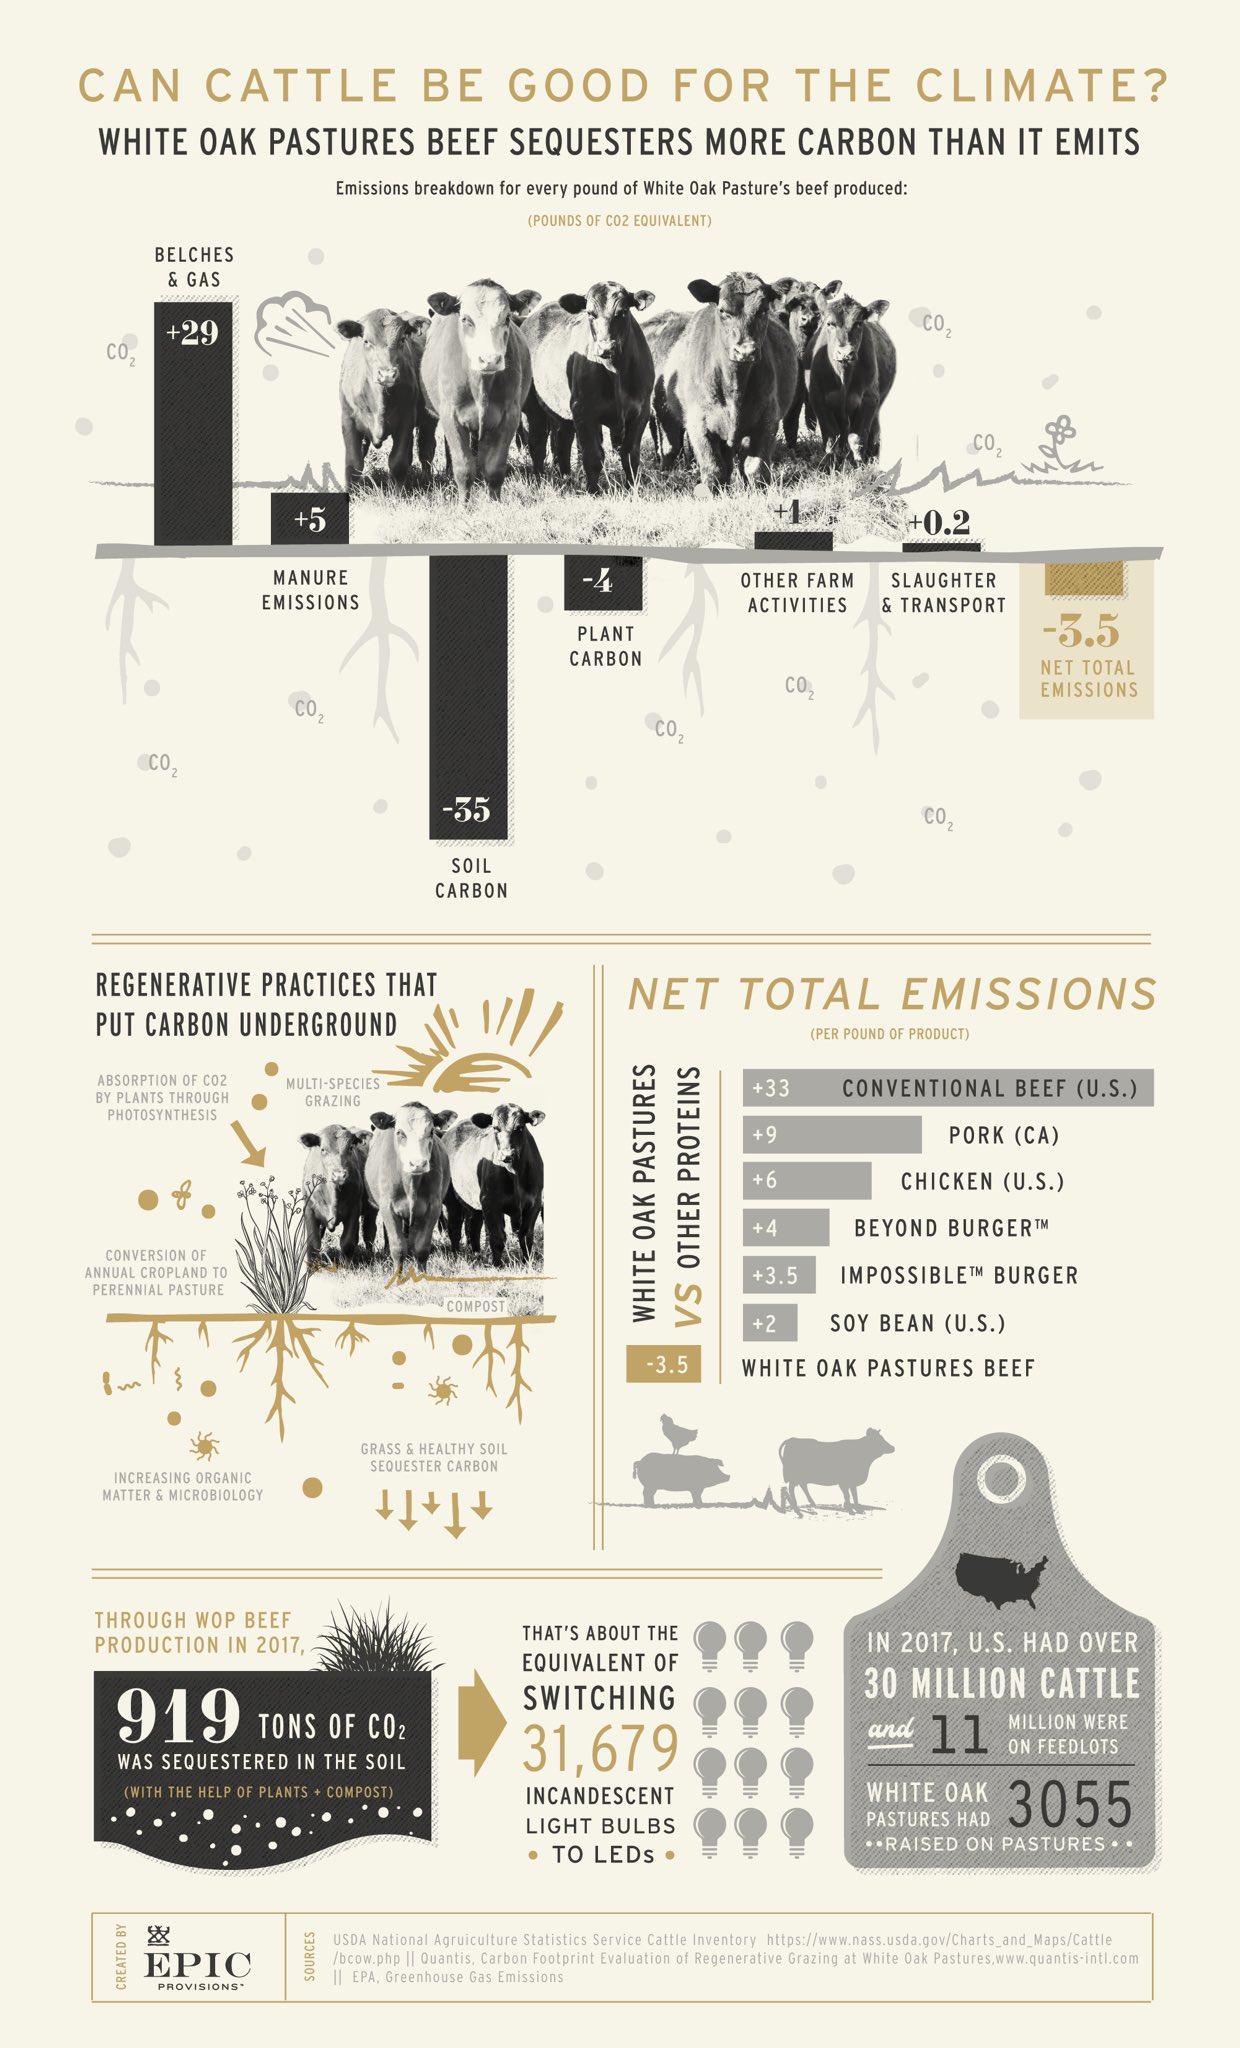 CAN CATTLE BE GOOD FOR THE CLIMATE?
WHITE OAK PASTURES BEEF SEQUESTERS MORE CARBON THAN IT EMITS
Emissions breakdown for every pound of White Oak Pasture's beef produced:
(POUNDS OF CO2 EQUIVALENT)
BELCHES
& GAS
+29
CO2
CO2
CO2
+5
MANURE
EMISSIONS
-35
SOIL
CARBON
-4
PLANT
CARBON
+1
OTHER FARM
ACTIVITIES
+0.2
SLAUGHTER
& TRANSPORT
-3.5
NET TOTAL
EMISSIONS
CO2
CO2
CO2
CO2
CO2
REGENERATIVE PRACTICES THAT
PUT CARBON UNDERGROUND
ABSORPTION OF CO2
BY PLANTS THROUGH
PHOTOSYNTHESIS
MULTI-SPECIES
GRAZING
CONVERSION OF
ANNUAL CROPLAND TO
PERENNIAL PASTURE
COMPOST
INCREASING ORGANIC
MATTER & MICROBIOLOGY
GRASS & HEALTHY SOIL
SEQUESTER CARBON
NET TOTAL EMISSIONS
(PER POUND OF PRODUCT)
WHITE OAK PASTURES
VS OTHER PROTEINS
+33 CONVENTIONAL BEEF (U.S.)
+9 PORK (CA)
+6 CHICKEN (U.S.)
+4 BEYOND BURGER™
+3.5 IMPOSSIBLE™ BURGER
+2 SOY BEAN (U.S.)
-3.5 WHITE OAK PASTURES BEEF
THROUGH WOP BEEF
PRODUCTION IN 2017,
919 TONS OF CO2
WAS SEQUESTERED IN THE SOIL
(WITH THE HELP OF PLANTS + COMPOST)
THAT'S ABOUT THE
EQUIVALENT OF
SWITCHING
31,679
INCANDESCENT
LIGHT BULBS
• TO LEDs •
IN 2017, U.S. HAD OVER
30 MILLION CATTLE
and 11 MILLION WERE
ON FEEDLOTS
WHITE OAK
PASTURES HAD 3055
••RAISED ON PASTURES••
CREATED BY
EPIC
PROVISIONS™
SOURCES
USDA National Agruiculture Statistics Service Cattle Inventory https://www.nass.usda.gov/Charts_and_Maps/Cattle
/bcow.php || Quantis, Carbon Footprint Evaluation of Regenerative Grazing at White Oak Pastures,www.quantis-intl.com
|| EPA, Greenhouse Gas Emissions